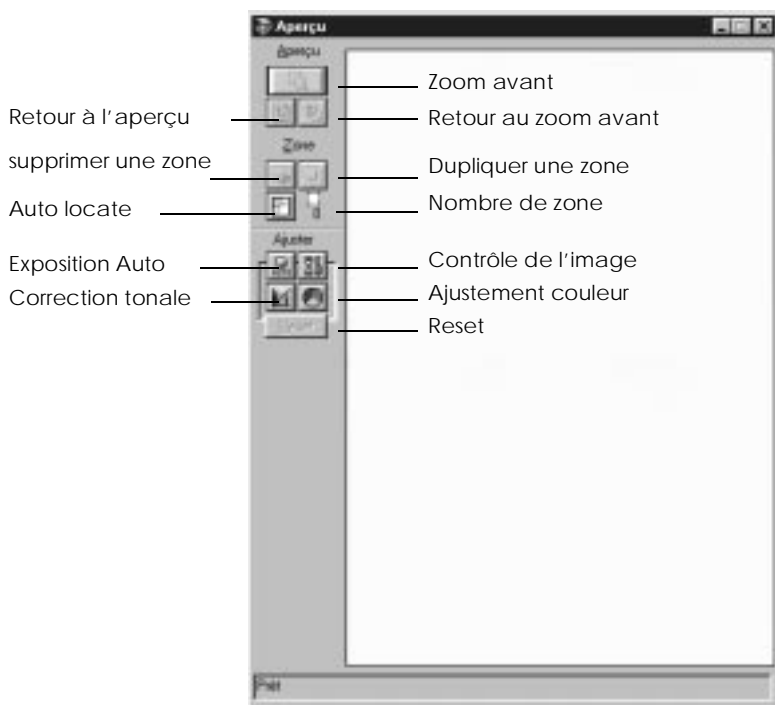 Aperçu
Aperçu
Zoom avant
Retour à l'aperçu
Retour au zoom avant
Zone
supprimer une zone
Dupliquer une zone
Auto locate
Nombre de zone
Ajuster
Exposition Auto
Contrôle de l'image
Correction tonale
Ajustement couleur
Reset
Prêt